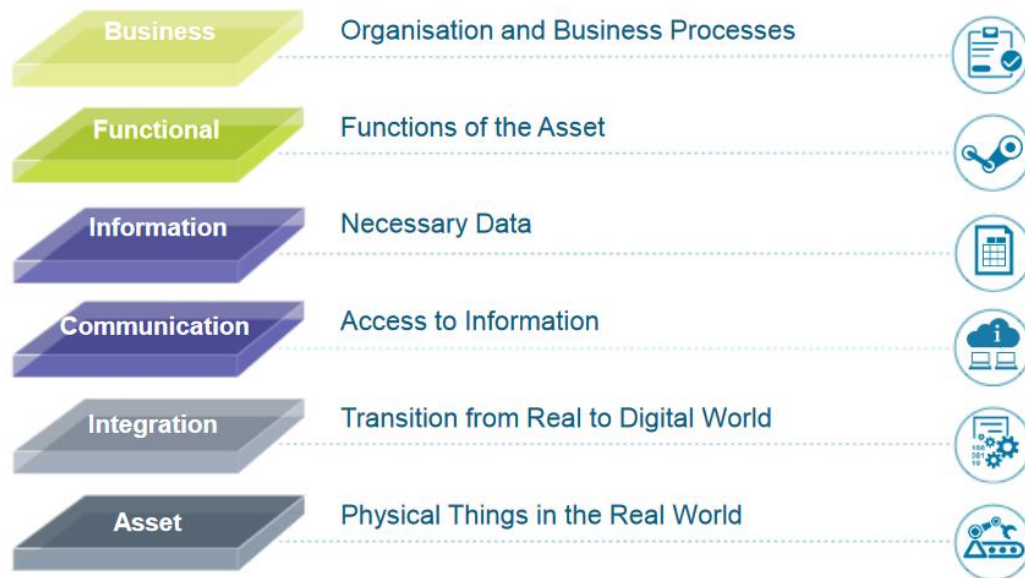 Business
Organisation and Business Processes
Functional
Functions of the Asset
Information
Necessary Data
Communication
Access to Information
i
Integration
Transition from Real to Digital World
Asset
Physical Things in the Real World